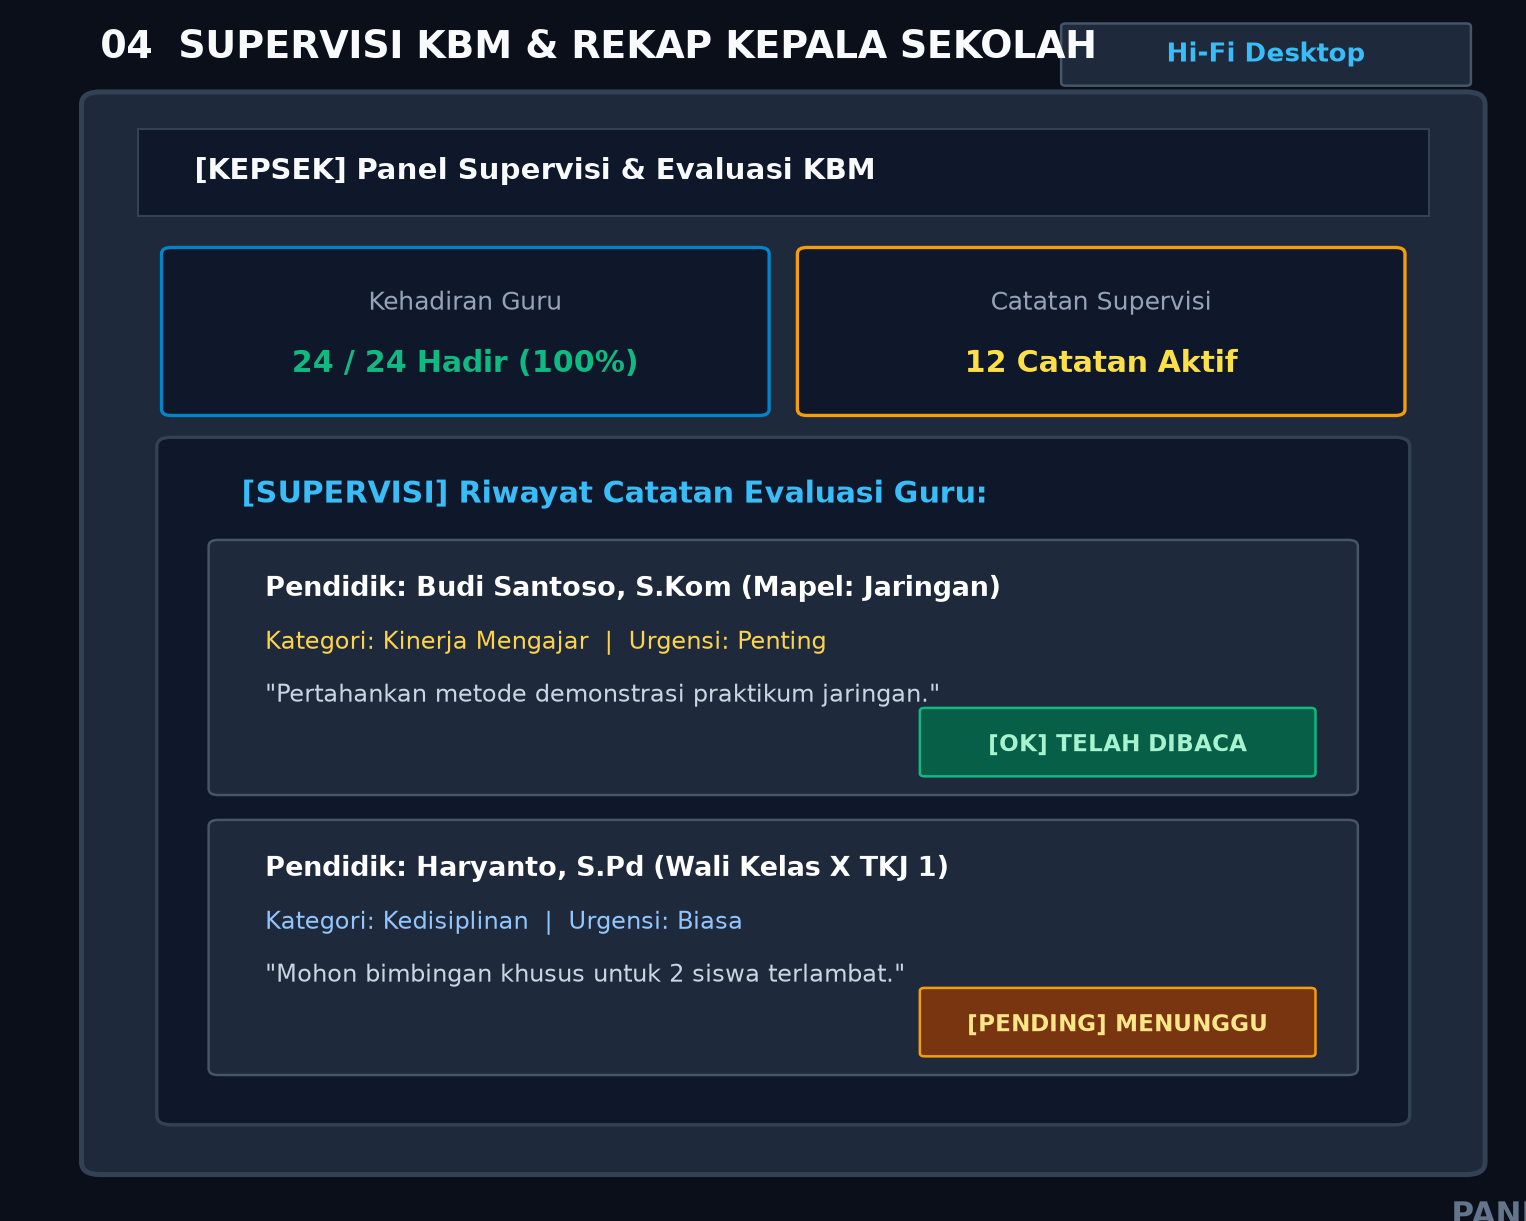 04  SUPERVISI KBM & REKAP KEPALA SEKOLAH
Hi-Fi Desktop
[KEPSEK] Panel Supervisi & Evaluasi KBM
Kehadiran Guru
24 / 24 Hadir (100%)
Catatan Supervisi
12 Catatan Aktif
[SUPERVISI] Riwayat Catatan Evaluasi Guru:
Pendidik: Budi Santoso, S.Kom (Mapel: Jaringan)
Kategori: Kinerja Mengajar  |  Urgensi: Penting
"Pertahankan metode demonstrasi praktikum jaringan."
[OK] TELAH DIBACA
Pendidik: Haryanto, S.Pd (Wali Kelas X TKJ 1)
Kategori: Kedisiplinan  |  Urgensi: Biasa
"Mohon bimbingan khusus untuk 2 siswa terlambat."
[PENDING] MENUNGGU